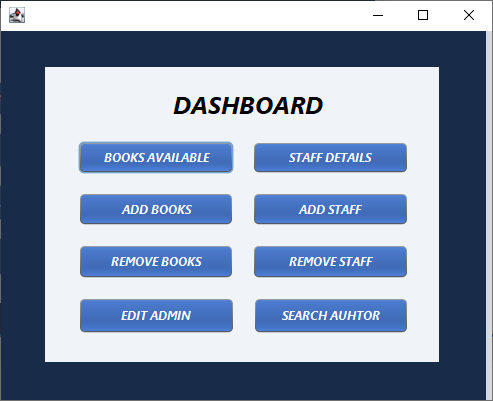 DASHBOARD
BOOKS AVAILABLE
STAFF DETAILS
ADD BOOKS
ADD STAFF
REMOVE BOOKS
REMOVE STAFF
EDIT ADMIN
SEARCH AUHTOR